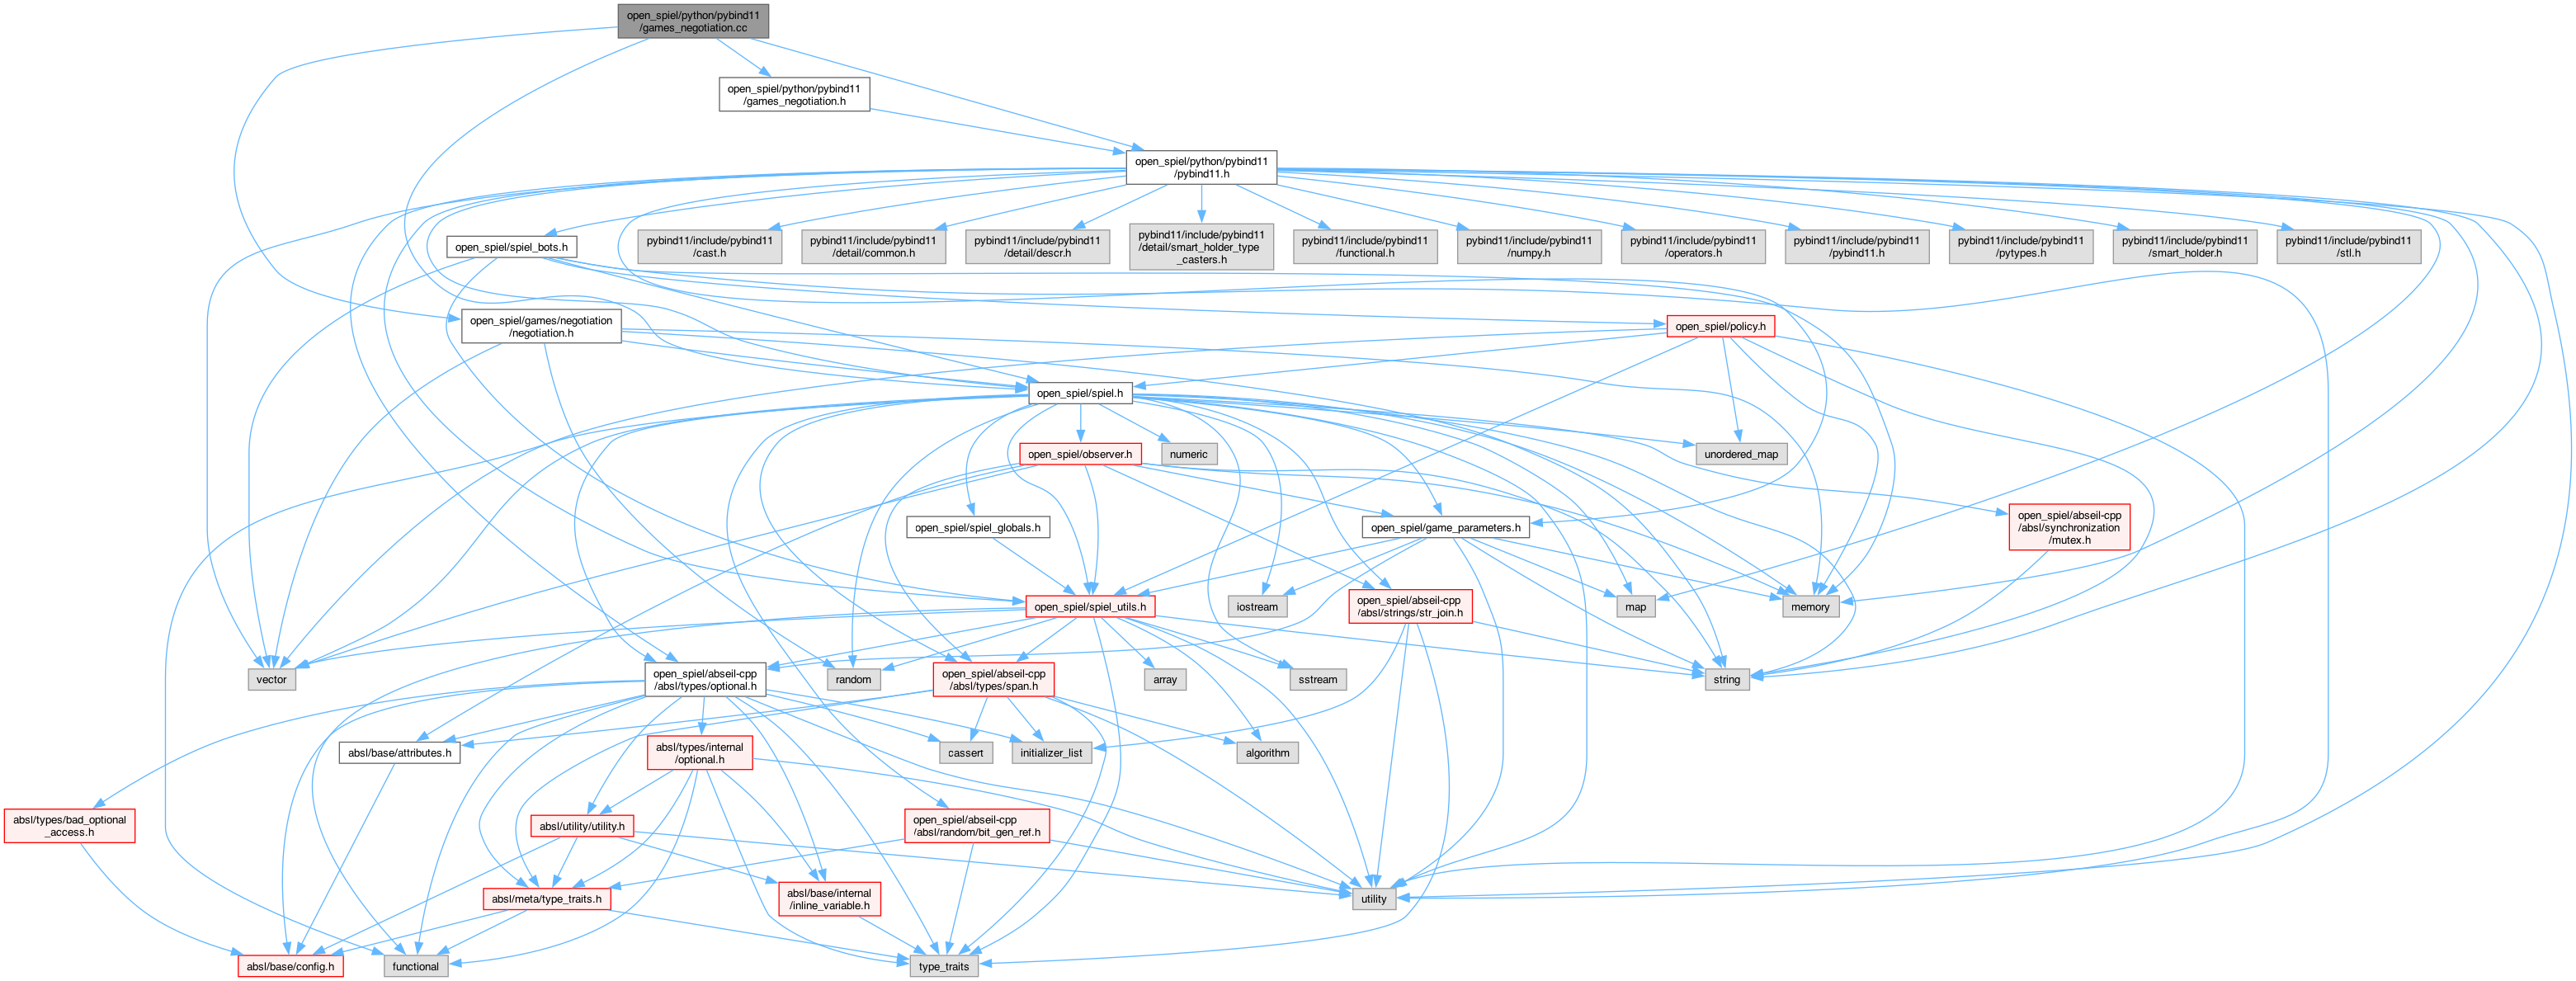 open_spiel/python/pybind11
/games_negotiation.cc
open_spiel/python/pybind11
/games_negotiation.h
open_spiel/python/pybind11
/pybind11.h
open_spiel/spiel_bots.h
pybind11/include/pybind11
/cast.h
pybind11/include/pybind11
/detail/common.h
pybind11/include/pybind11
/detail/descr.h
pybind11/include/pybind11
/detail/smart_holder_type
_casters.h
pybind11/include/pybind11
/functional.h
pybind11/include/pybind11
/numpy.h
pybind11/include/pybind11
/operators.h
pybind11/include/pybind11
/pybind11.h
pybind11/include/pybind11
/pytypes.h
pybind11/include/pybind11
/smart_holder.h
pybind11/include/pybind11
/stl.h
open_spiel/games/negotiation
/negotiation.h
open_spiel/policy.h
open_spiel/spiel.h
open_spiel/observer.h
numeric
unordered_map
open_spiel/spiel_globals.h
open_spiel/game_parameters.h
open_spiel/abseil-cpp
/absl/synchronization
/mutex.h
open_spiel/spiel_utils.h
iostream
open_spiel/abseil-cpp
/absl/strings/str_join.h
map
memory
vector
open_spiel/abseil-cpp
/absl/types/optional.h
random
open_spiel/abseil-cpp
/absl/types/span.h
array
sstream
string
absl/base/attributes.h
absl/types/internal
/optional.h
cassert
initializer_list
algorithm
absl/types/bad_optional
_access.h
absl/utility/utility.h
open_spiel/abseil-cpp
/absl/random/bit_gen_ref.h
absl/meta/type_traits.h
absl/base/internal
/inline_variable.h
utility
absl/base/config.h
functional
type_traits